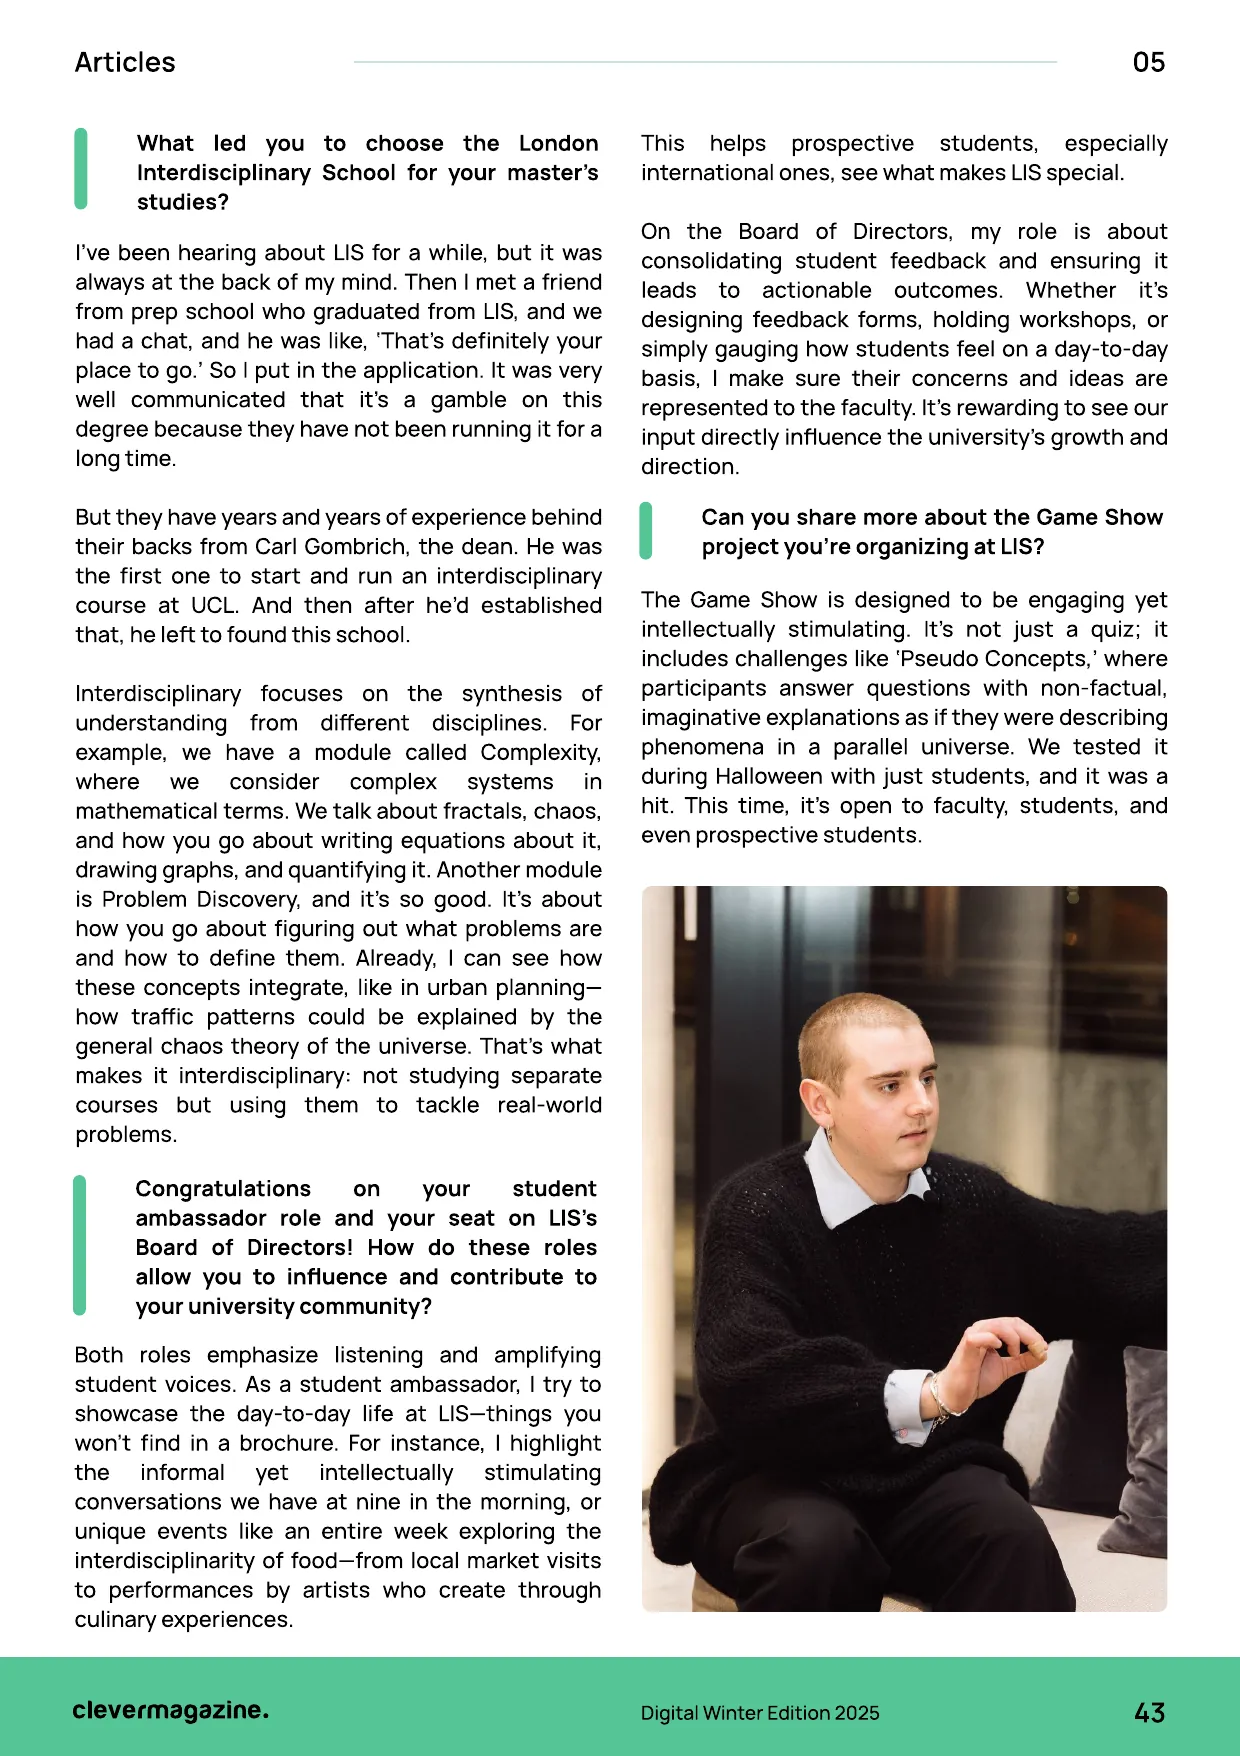 Articles
05
What led you to choose the London
Interdisciplinary School for your master's
studies?
I've been hearing about LIS for a while, but it was
always at the back of my mind. Then I met a friend
from prep school who graduated from LIS, and we
had a chat, and he was like, 'That's definitely your
place to go.' So I put in the application. It was very
well communicated that it's a gamble on this
degree because they have not been running it for a
long time.
But they have years and years of experience behind
their backs from Carl Gombrich, the dean. He was
the first one to start and run an interdisciplinary
course at UCL. And then after he'd established
that, he left to found this school.
Interdisciplinary focuses on the synthesis of
understanding from different disciplines. For
example, we have a module called Complexity,
where we consider complex systems in
mathematical terms. We talk about fractals, chaos,
and how you go about writing equations about it,
drawing graphs, and quantifying it. Another module
is Problem Discovery, and it's so good. It's about
how you go about figuring out what problems are
and how to define them. Already, I can see how
these concepts integrate, like in urban planning—
how traffic patterns could be explained by the
general chaos theory of the universe. That's what
makes it interdisciplinary: not studying separate
courses but using them to tackle real-world
problems.
Congratulations on your student
ambassador role and your seat on LIS's
Board of Directors! How do these roles
allow you to influence and contribute to
your university community?
Both roles emphasize listening and amplifying
student voices. As a student ambassador, I try to
showcase the day-to-day life at LIS—things you
won't find in a brochure. For instance, I highlight
the informal yet intellectually stimulating
conversations we have at nine in the morning, or
unique events like an entire week exploring the
interdisciplinarity of food—from local market visits
to performances by artists who create through
culinary experiences.
This helps prospective students, especially
international ones, see what makes LIS special.
On the Board of Directors, my role is about
consolidating student feedback and ensuring it
leads to actionable outcomes. Whether it's
designing feedback forms, holding workshops, or
simply gauging how students feel on a day-to-day
basis, I make sure their concerns and ideas are
represented to the faculty. It's rewarding to see our
input directly influence the university's growth and
direction.
Can you share more about the Game Show
project you're organizing at LIS?
The Game Show is designed to be engaging yet
intellectually stimulating. It's not just a quiz; it
includes challenges like 'Pseudo Concepts,' where
participants answer questions with non-factual,
imaginative explanations as if they were describing
phenomena in a parallel universe. We tested it
during Halloween with just students, and it was a
hit. This time, it's open to faculty, students, and
even prospective students.
clevermagazine.
Digital Winter Edition 2025
43